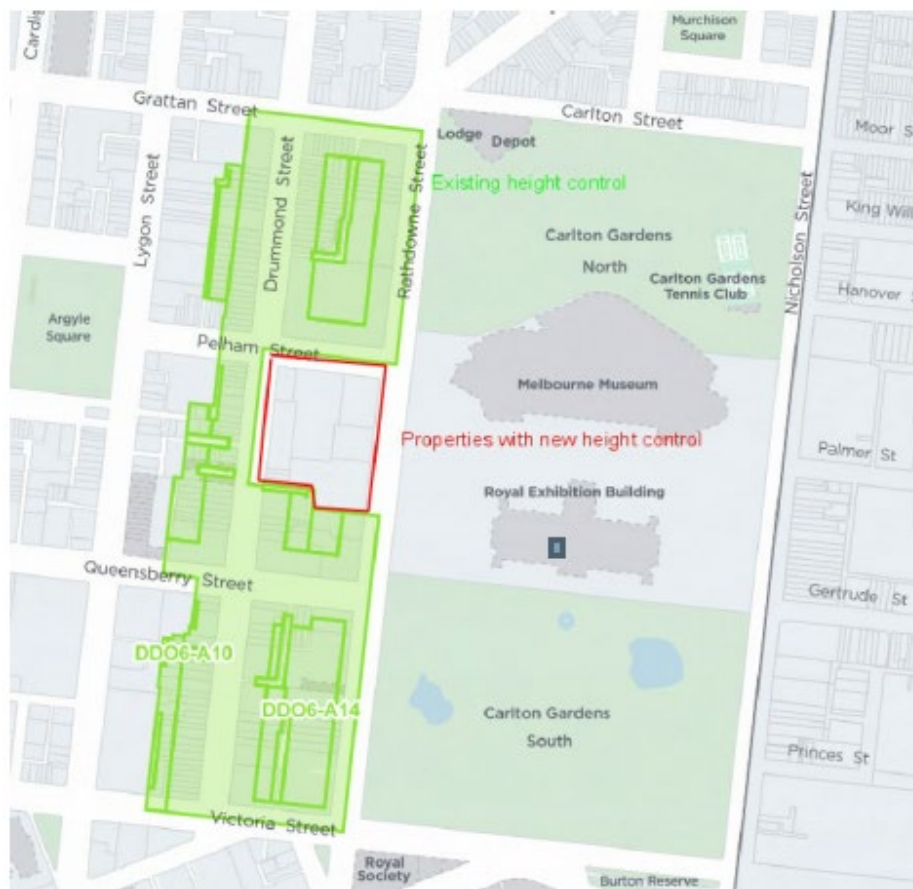 Murchison
Square
Cardig
Grattan Street
Carlton Street
Moor S
Lodge
Depot
Existing height control
King Will
Lygon Street
Drummond Street
Rathdowne Street
Nicholson Street
Carlton Gardens
North
Carlton Gardens
Tennis Club
Hanover
Argyle
Square
Pelham Street
Melbourne Museum
Properties with new height control
Palmer St
Royal Exhibition Building
Queensberry Street
Gertrude St
DDO6-A10
DDO6-A14
Carlton Gardens
South
Princes St
Victoria Street
Royal
Society
Burton Reserve